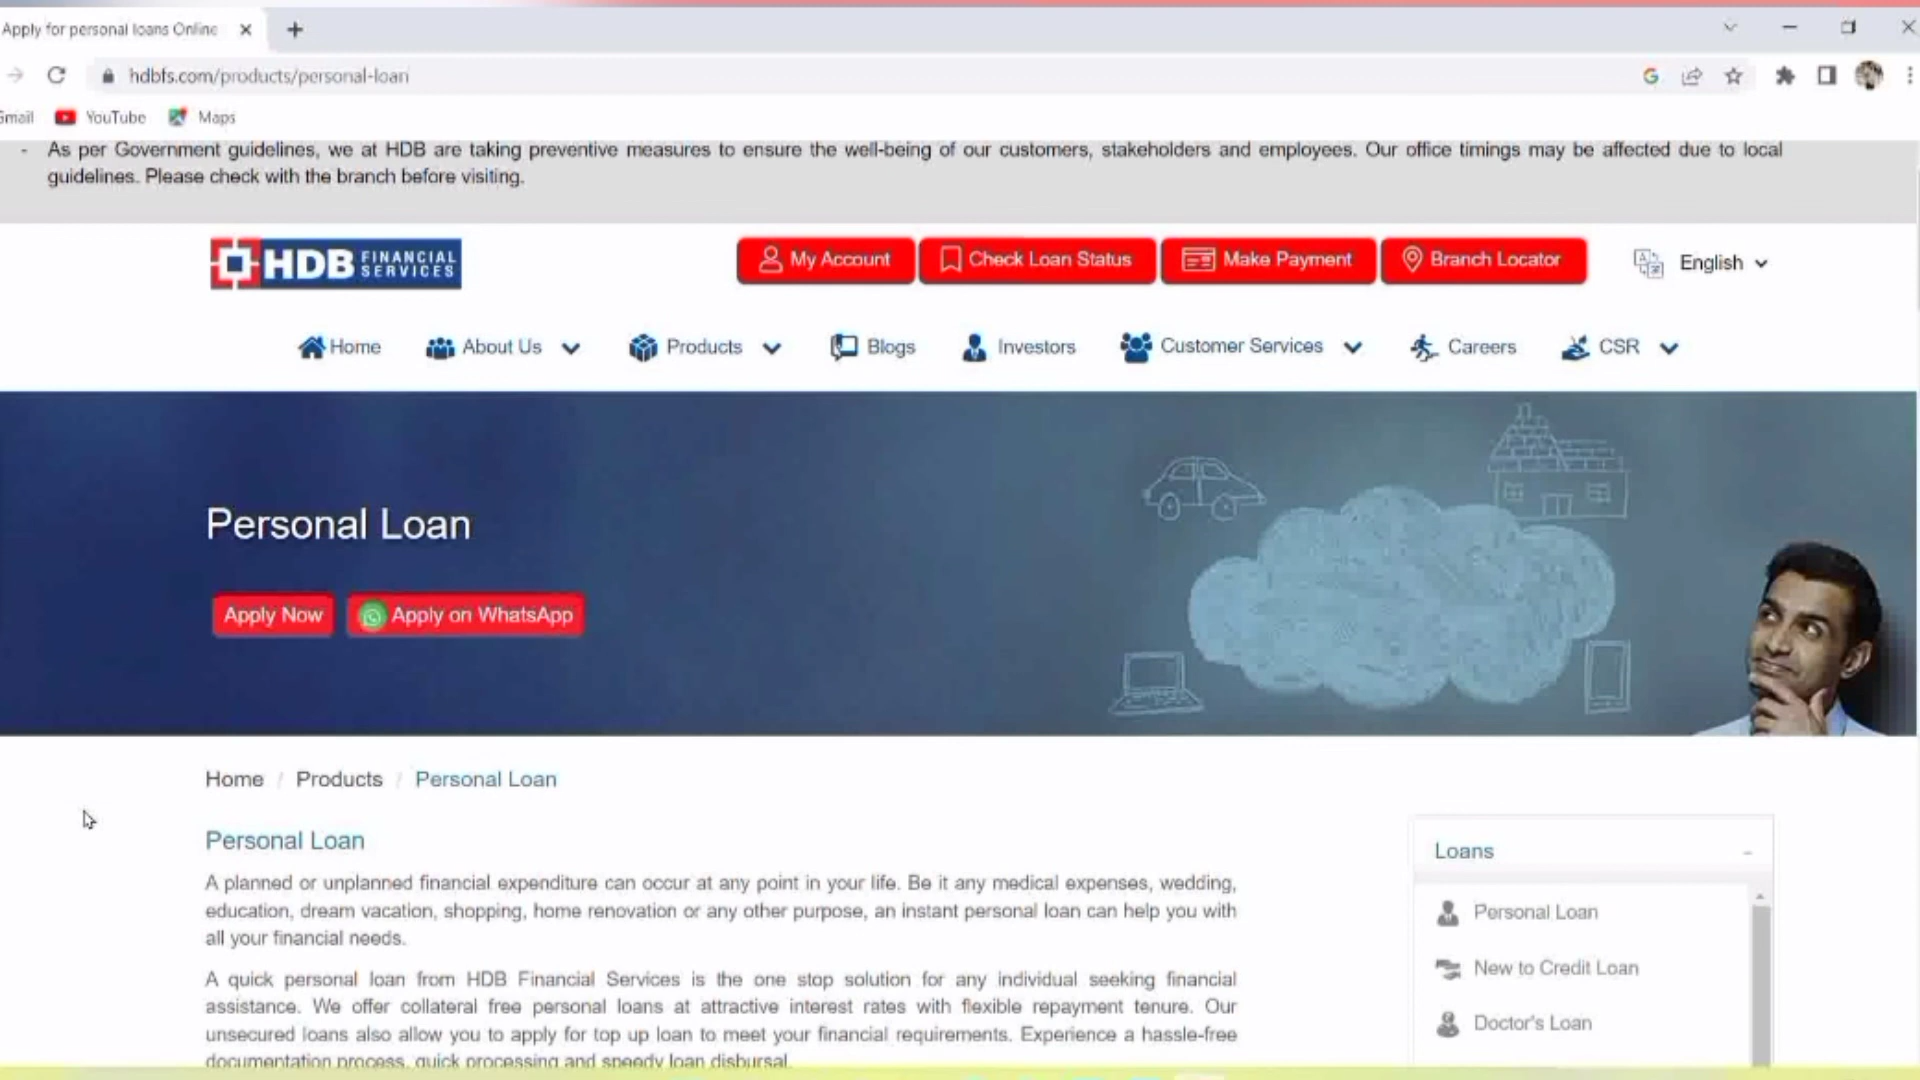 Apply for personal loans Online
hdbfs.com/products/personal-loan
Gmail YouTube Maps
- As per Government guidelines, we at HDB are taking preventive measures to ensure the well-being of our customers, stakeholders and employees. Our office timings may be affected due to local
guidelines. Please check with the branch before visiting.
HDB FINANCIAL
SERVICES
My Account Check Loan Status Make Payment Branch Locator English
Home About Us Products Blogs Investors Customer Services Careers CSR
Personal Loan
Apply Now Apply on WhatsApp
Home / Products / Personal Loan
Personal Loan
A planned or unplanned financial expenditure can occur at any point in your life. Be it any medical expenses, wedding,
education, dream vacation, shopping, home renovation or any other purpose, an instant personal loan can help you with
all your financial needs.
A quick personal loan from HDB Financial Services is the one stop solution for any individual seeking financial
assistance. We offer collateral free personal loans at attractive interest rates with flexible repayment tenure. Our
unsecured loans also allow you to apply for top up loan to meet your financial requirements. Experience a hassle-free
documentation process, quick processing and speedy loan disbursal.
Loans
Personal Loan
New to Credit Loan
Doctor's Loan